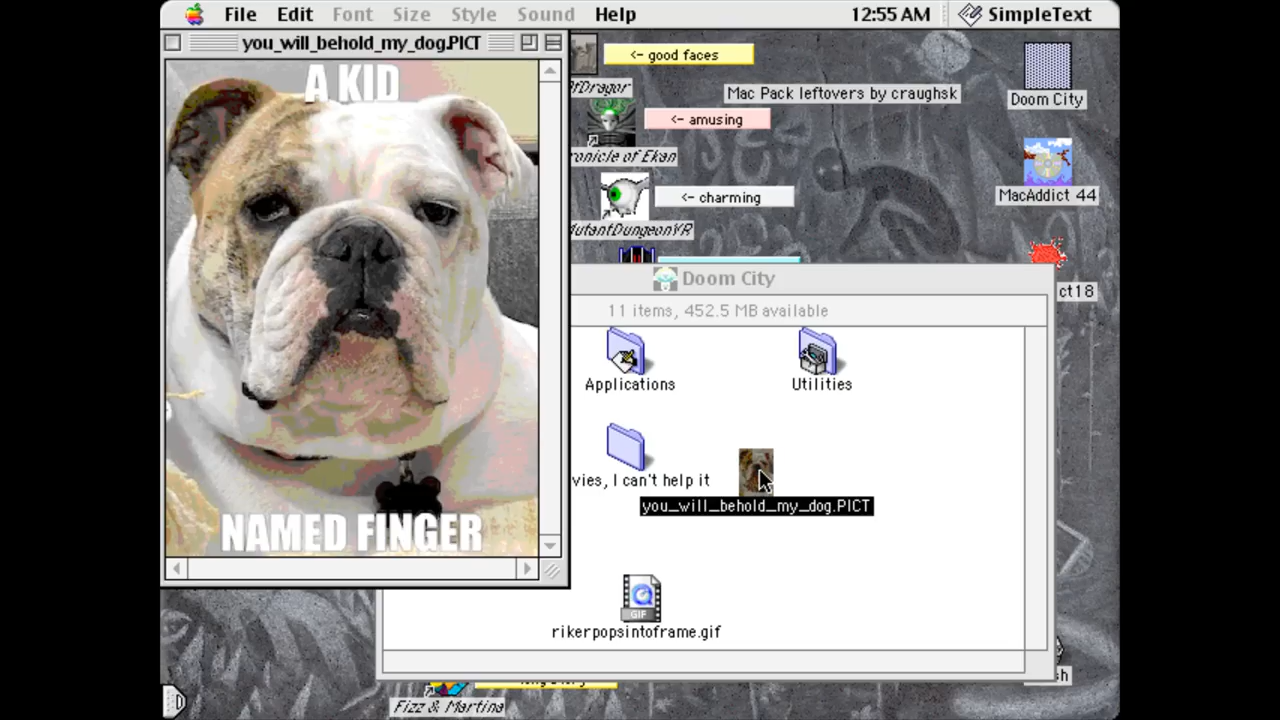 File Edit Font Size Style Sound Help 12:55 AM SimpleText
you_will_behold_my_dog.PICT
A KID
NAMED FINGER
<- good faces
Mac Pack leftovers by craughsk
Doom City
<- amusing
MacAddict 44
<- charming
MutantDungeonVR
ct18
Doom City
11 items, 452.5 MB available
Applications
Utilities
vies, I can't help it
you_will_behold_my_dog.PICT
GIF
rikerpopsintoframe.gif
Fizz & Martina